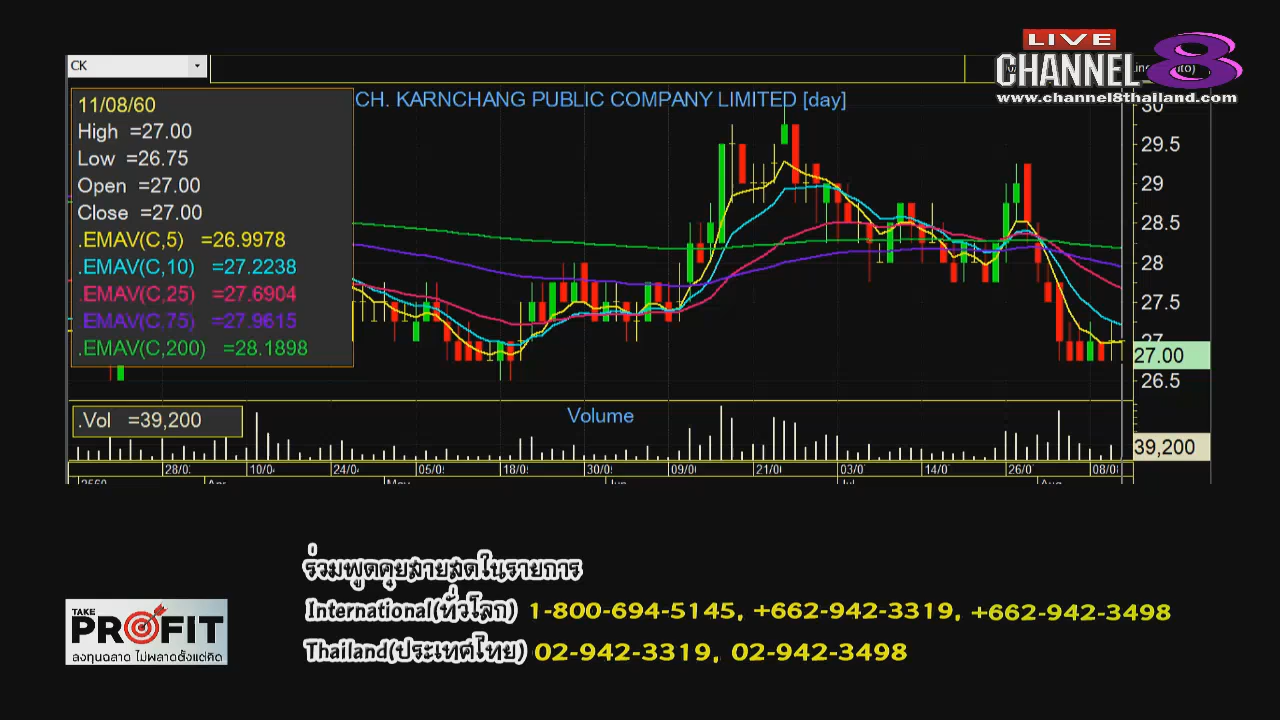 LIVE
CHANNEL 8
www.channel8thailand.com
CK
CH. KARNCHANG PUBLIC COMPANY LIMITED [day]
11/08/60
High =27.00
Low =26.75
Open =27.00
Close =27.00
.EMAV(C,5) =26.9978
.EMAV(C,10) =27.2238
.EMAV(C,25) =27.6904
.EMAV(C,75) =27.9615
.EMAV(C,200) =28.1898
30
29.5
29
28.5
28
27.5
27
27.00
26.5
.Vol =39,200
Volume
39,200
28/0 10/0 24/0 05/0 18/0 30/0 09/0 21/0 03/0 14/0 26/0 08/0
2560 Apr May Jun Jul Aug
ร่วมพูดคุยสายสดในรายการ
International(ทั่วโลก) 1-800-694-5145, +662-942-3319, +662-942-3498
Thailand(ประเทศไทย) 02-942-3319, 02-942-3498
TAKE
PROFIT
ลงทุนฉลาด ไม่พลาดตั้งแต่คิด